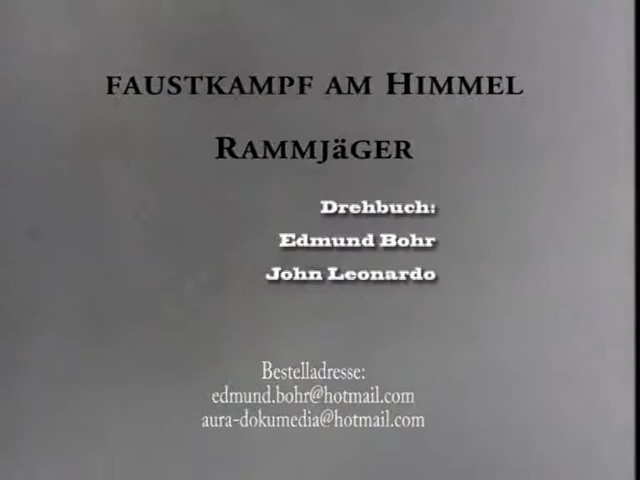 FAUSTKAMPF AM HIMMEL
RAMMJäGER
Drehbuch:
Edmund Bohr
John Leonardo
Bestelladresse:
edmund.bohr@hotmail.com
aura-dokumedia@hotmail.com